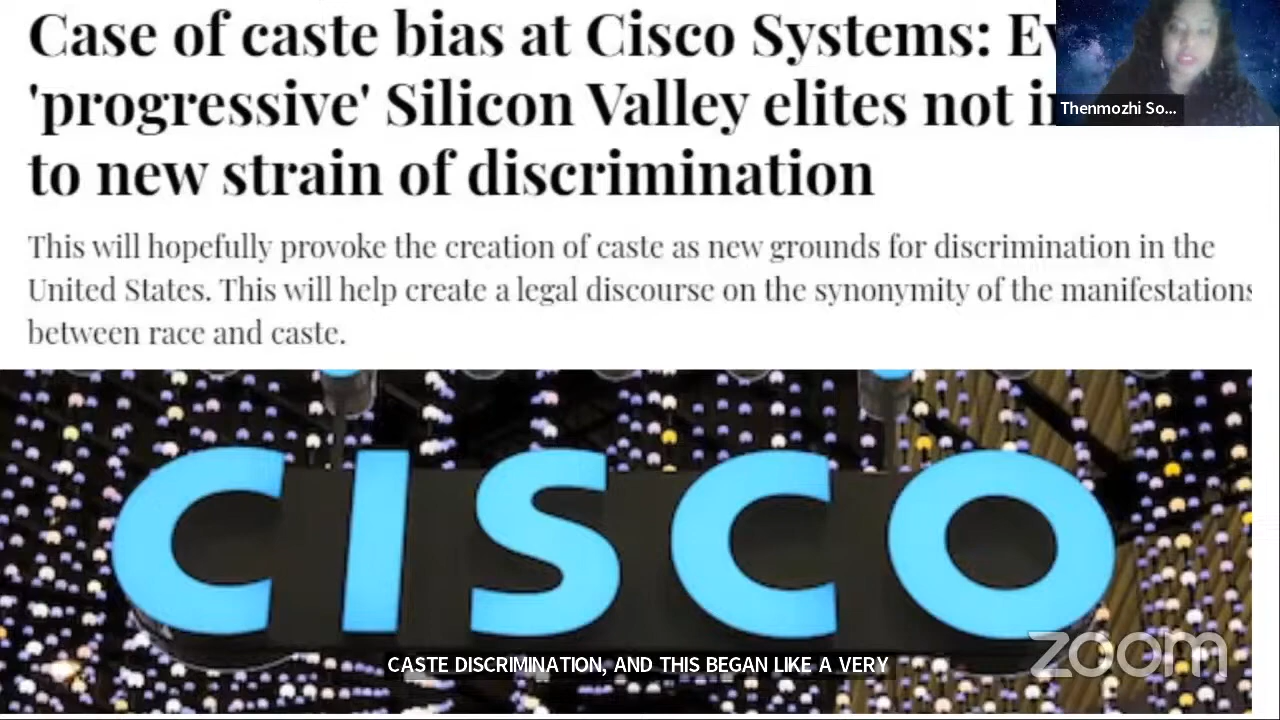 Case of caste bias at Cisco Systems:
'progressive' Silicon Valley elites not
to new strain of discrimination
This will hopefully provoke the creation of caste as new grounds for discrimination in the
United States. This will help create a legal discourse on the synonymity of the manifestations
between race and caste.
Thenmozhi So...
CISCO
CASTE DISCRIMINATION, AND THIS BEGAN LIKE A VERY
zoom